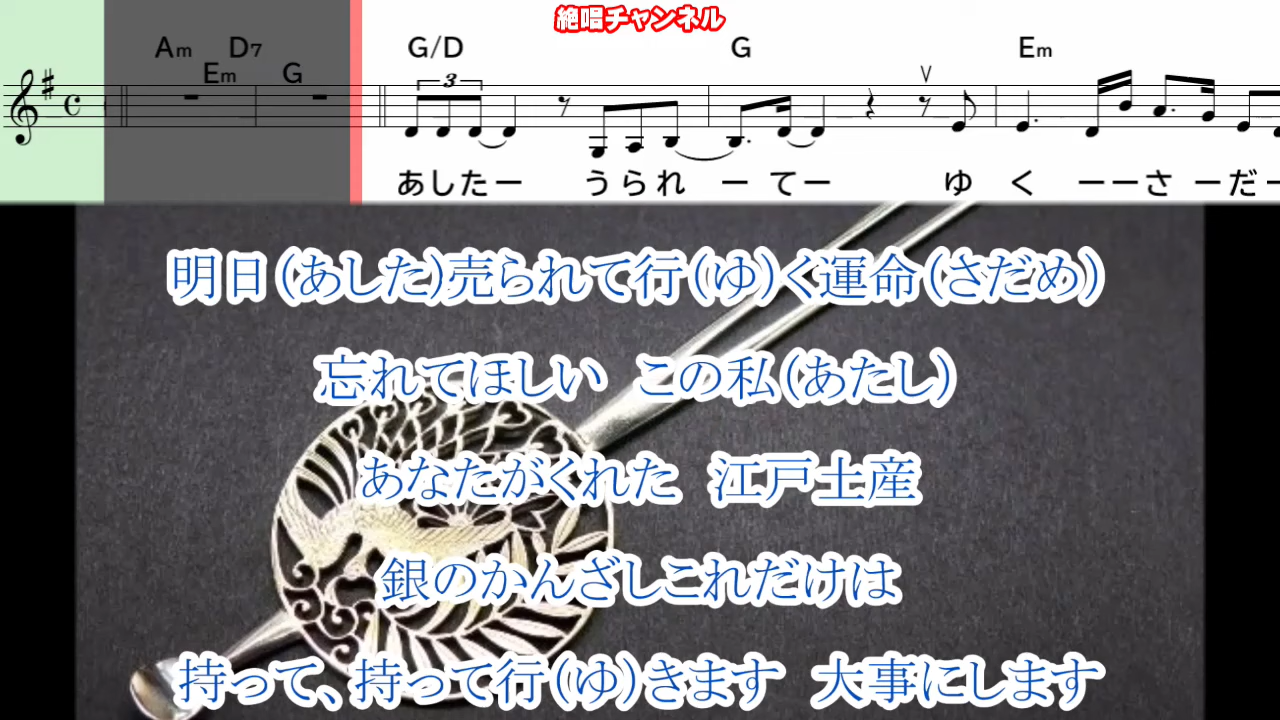 絶唱チャンネル
Am D7 G/D G Em
Em G
3
あしたー うられ ーてー ゆ く ーーさ ーだー
明日（あした）売られて行（ゆ）く運命（さだめ）
忘れてほしい この私（あたし）
あなたがくれた 江戸土産
銀のかんざしこれだけは
持って、持って行（ゆ）きます 大事にします